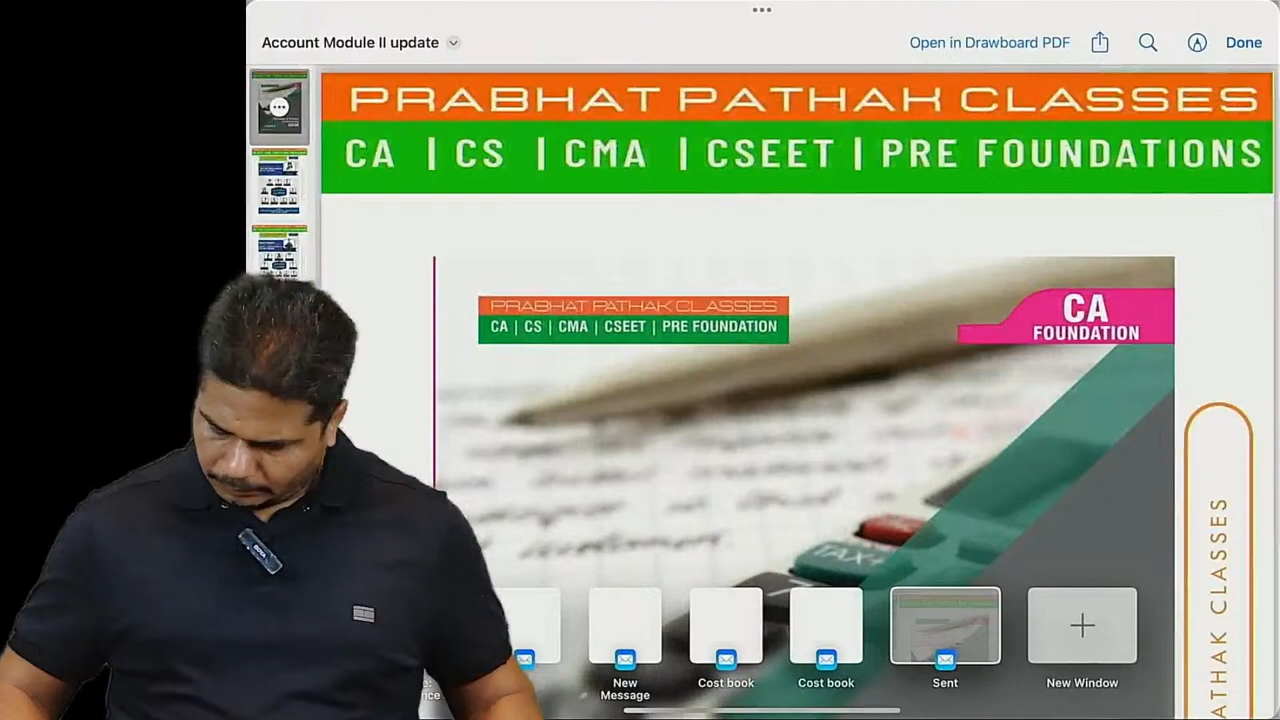 Account Module II update
Open in Drawboard PDF
Done
PRABHAT PATHAK CLASSES
CA | CS | CMA | CSEET | PRE FOUNDATIONS
PRABHAT PATHAK CLASSES
CA | CS | CMA | CSEET | PRE FOUNDATION
CA
FOUNDATION
TAX+
ATHAK CLASSES
BOYA
New
Message
Cost book
Cost book
Sent
New Window